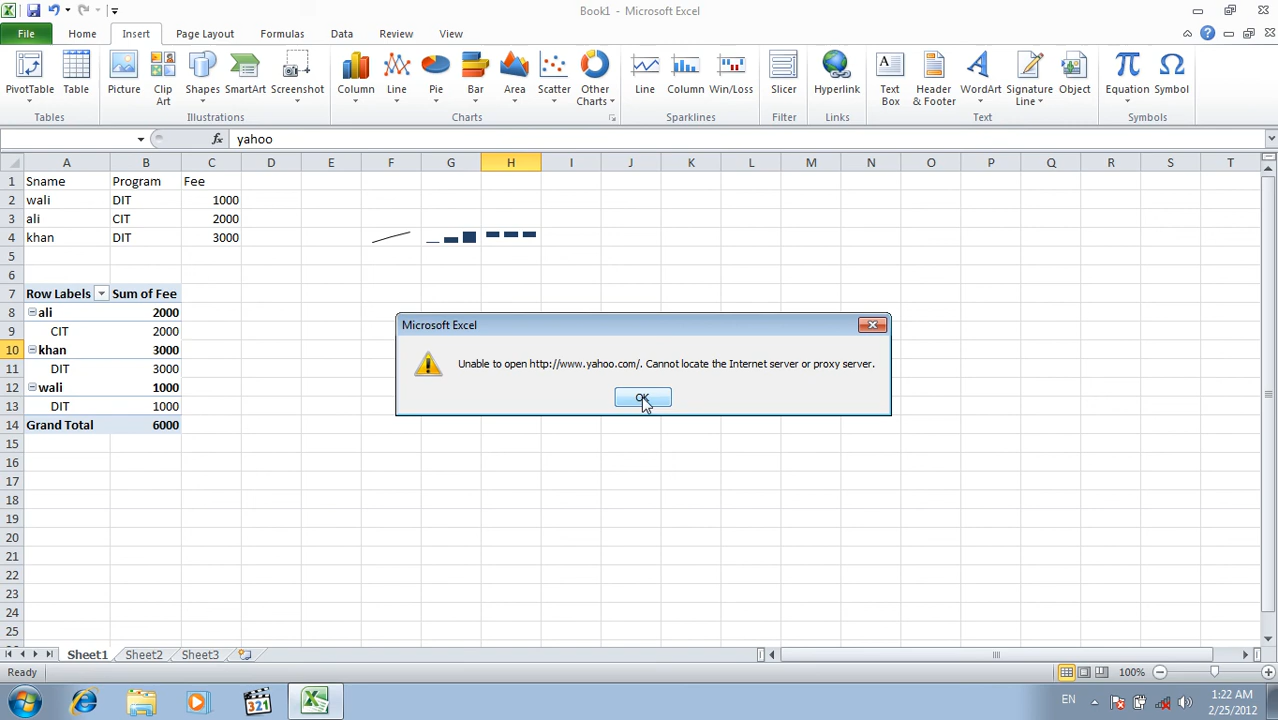 Book1 - Microsoft Excel
File Home Insert Page Layout Formulas Data Review View
PivotTable Table Picture Clip Art Shapes SmartArt Screenshot Column Line Pie Bar Area Scatter Other Charts Line Column Win/Loss Slicer Hyperlink Text Box Header & Footer WordArt Signature Line Object Equation Symbol
Tables Illustrations Charts Sparklines Filter Links Text Symbols
fx yahoo
A B C D E F G H I J K L M N O P Q R S T
1 Sname Program Fee
2 wali DIT 1000
3 ali CIT 2000
4 khan DIT 3000
5
6
7 Row Labels Sum of Fee
8 ali 2000
9 CIT 2000
10 khan 3000
11 DIT 3000
12 wali 1000
13 DIT 1000
14 Grand Total 6000
15
16
17
18
19
20
21
22
23
24
25
Microsoft Excel
Unable to open http://www.yahoo.com/. Cannot locate the Internet server or proxy server.
OK
Sheet1 Sheet2 Sheet3
Ready 100%
321 EN 1:22 AM
2/25/2012